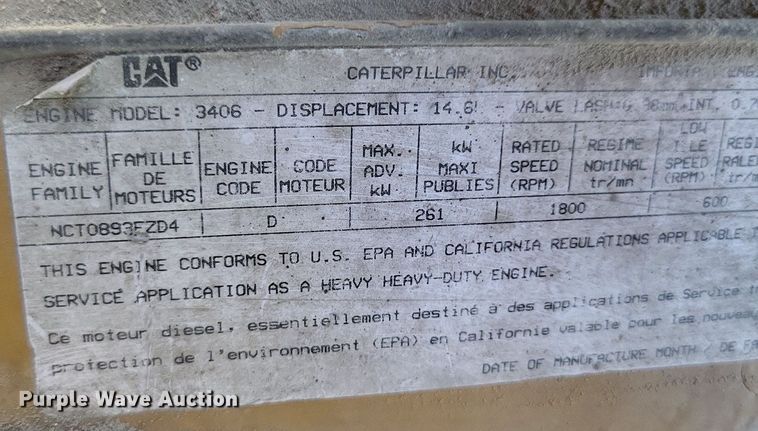 CAT®
CATERPILLAR INC.
ENGINE MODEL: 3406 - DISPLACEMENT: 14.6 - VALVE INT.
ENGINE FAMILY
FAMILLE DE MOTEURS
ENGINE CODE
CODE MOTEUR
MAX. ADV. kW
kW MAXI PUBLIES
RATED SPEED (RPM)
REGIME NOMINAL tr/mn
LOW SPEED (RPM)
NCT0893FZD4 D 261 1800 600
THIS ENGINE CONFORMS TO U.S. EPA AND CALIFORNIA REGULATIONS APPLICABLE
SERVICE APPLICATION AS A HEAVY HEAVY-DUTY ENGINE.
Ce moteur diesel, essentiellement destiné à des applications de Service
protection de l'environnement (EPA) en Californie valable pour les
DATE OF MANUFACTURE MONTH / DE
Purple Wave Auction